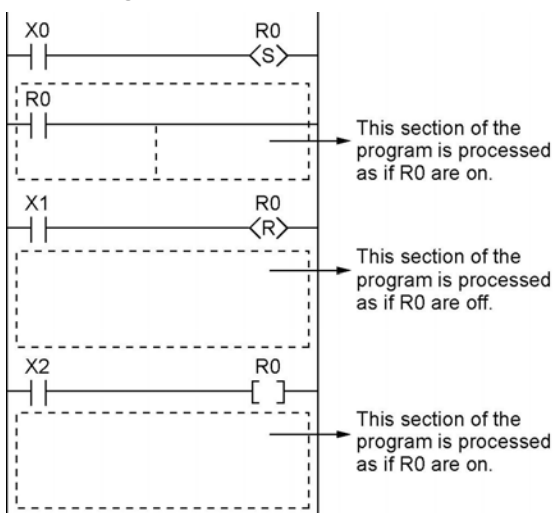 X0 R0
S
R0
This section of the
program is processed
as if R0 are on.
X1 R0
R
This section of the
program is processed
as if R0 are off.
X2 R0
This section of the
program is processed
as if R0 are on.